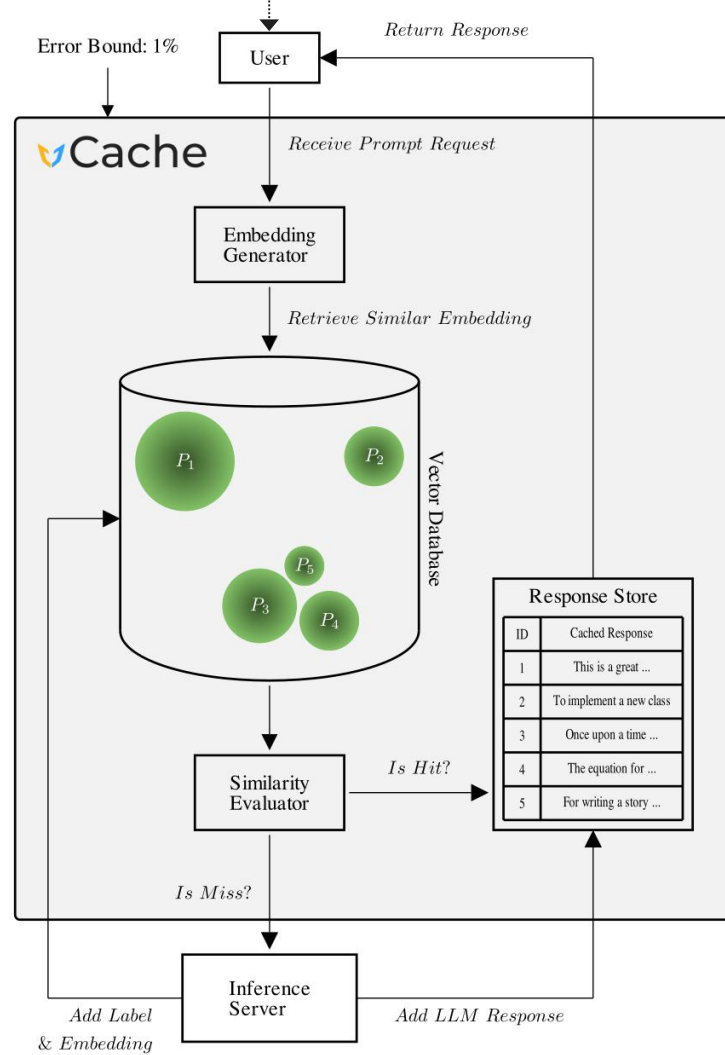 Return Response
Error Bound: 1%
User
vCache
Receive Prompt Request
Embedding
Generator
Retrieve Similar Embedding
P1
P2
Vector Database
P5
P3
P4
Response Store
ID Cached Response
1 This is a great ...
2 To implement a new class
3 Once upon a time ...
4 The equation for ...
5 For writing a story ...
Similarity
Evaluator
Is Hit?
Is Miss?
Inference
Server
Add Label
& Embedding
Add LLM Response